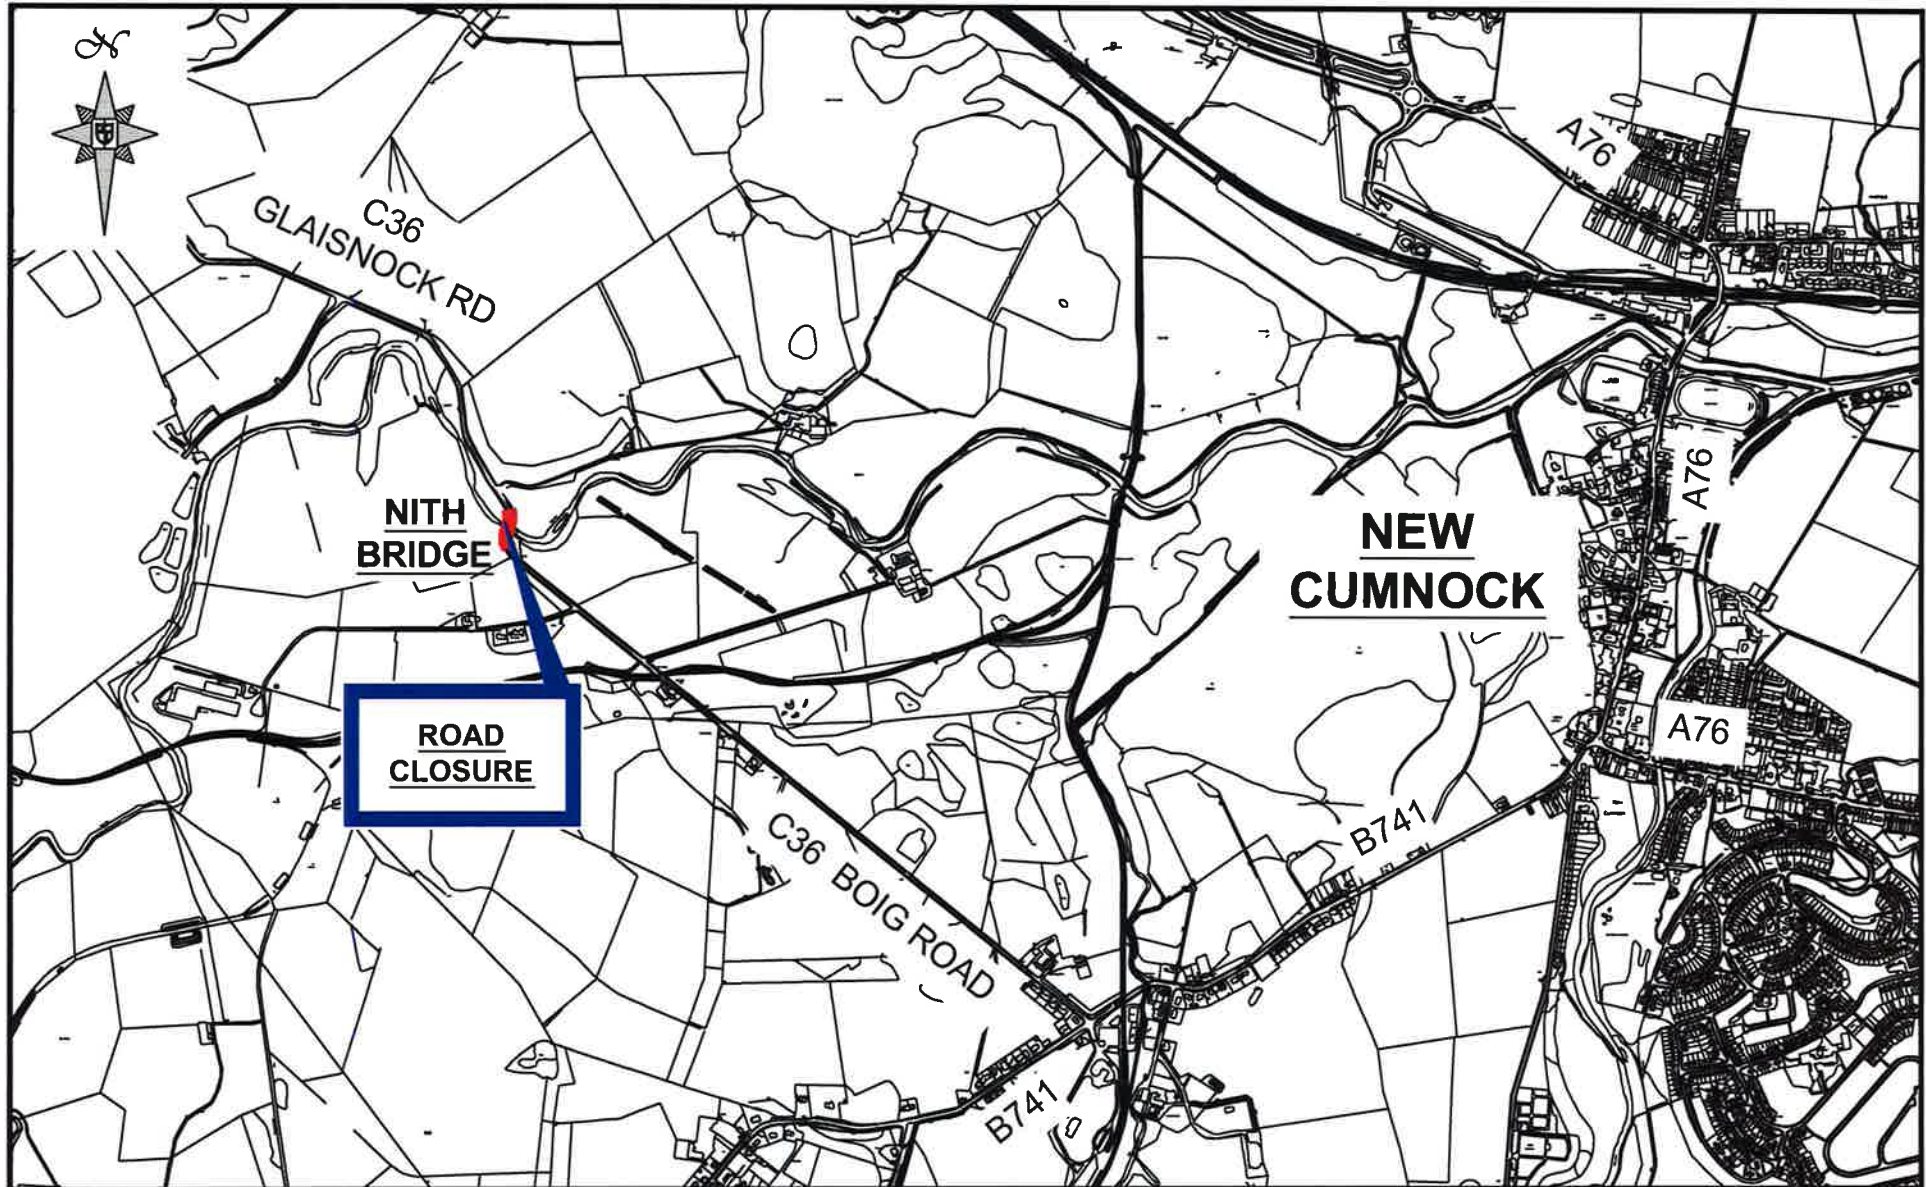 N
A76
C36
GLAISNOCK RD
NITH
BRIDGE
A76
NEW
CUMNOCK
ROAD
CLOSURE
A76
B741
C36 BOIG ROAD
B741